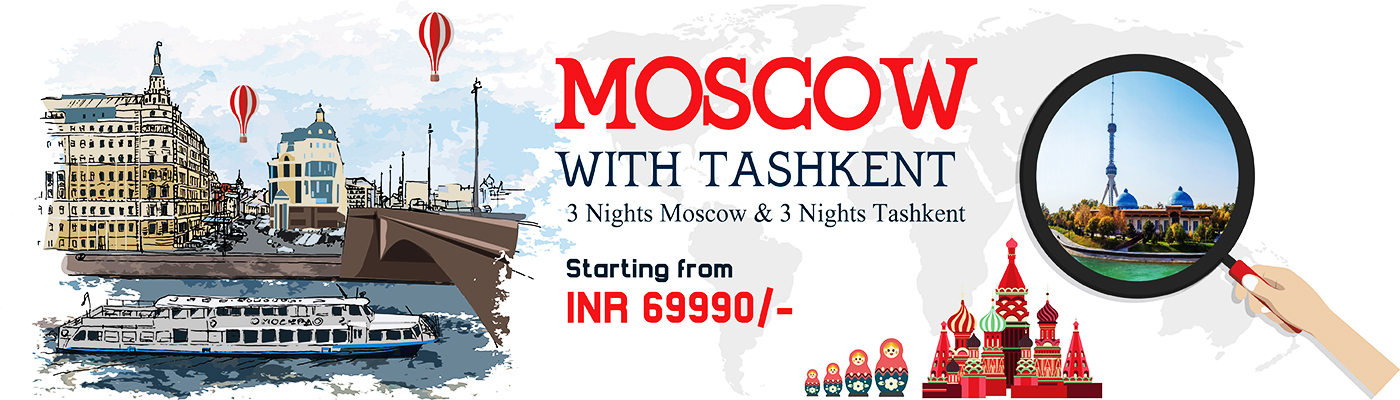 MOSCOW
WITH TASHKENT
3 Nights Moscow & 3 Nights Tashkent
Starting from
INR 69990/-